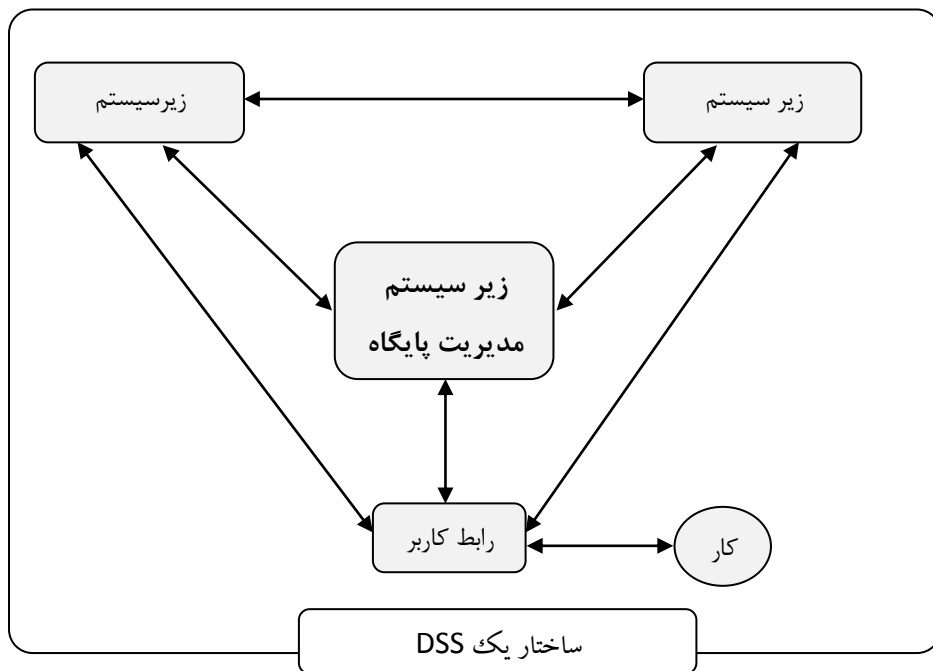 زیر سیستم
زیرسیستم
زیر سیستم
مدیریت پایگاه
رابط کاربر
کار
ساختار یک DSS